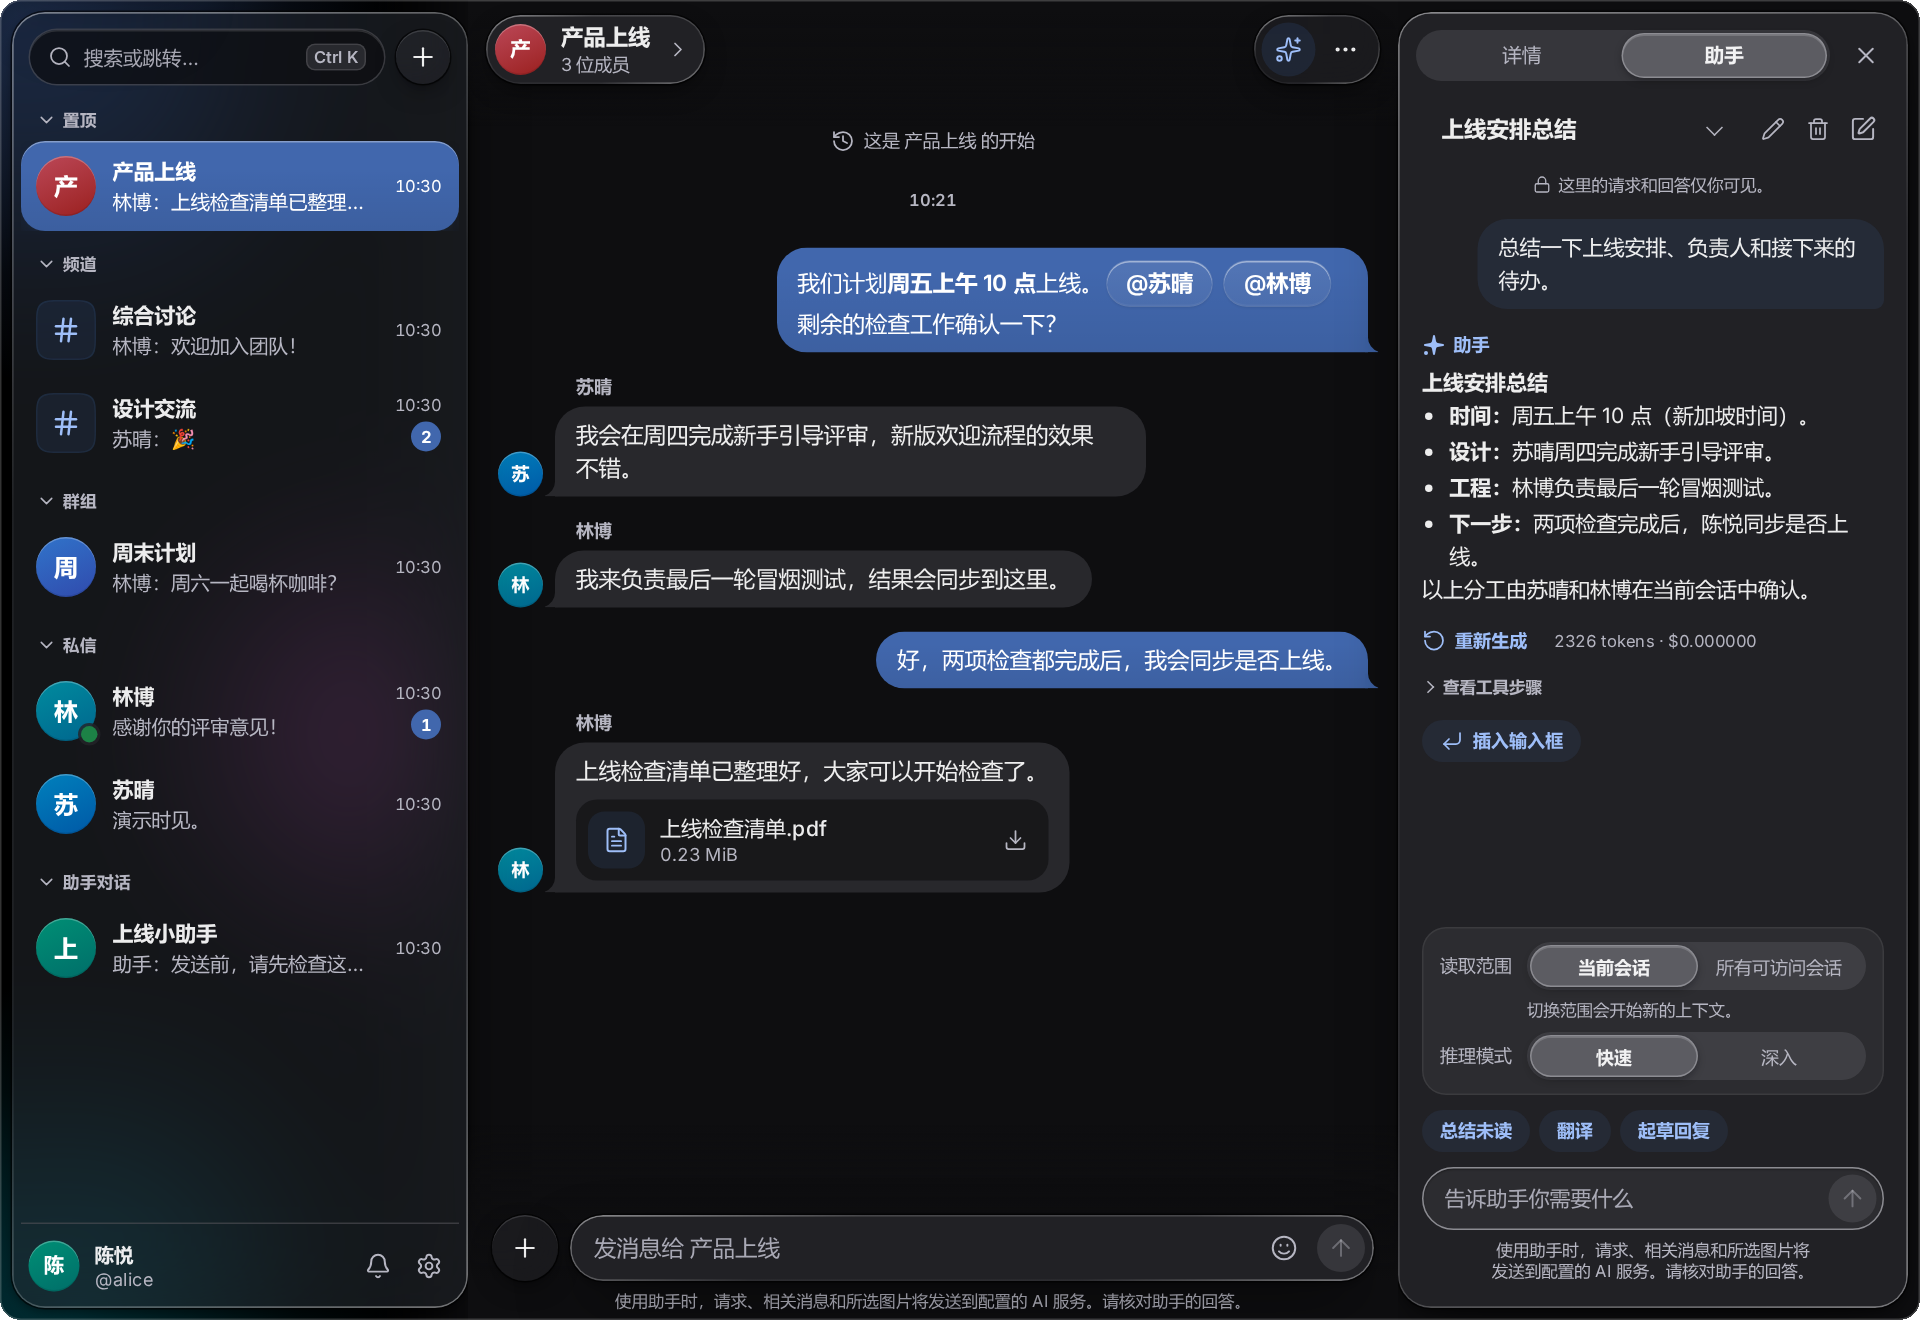 搜索或跳转...
Ctrl K
置顶
产
产品上线
10:30
林博：上线检查清单已整理...
频道
#
综合讨论
10:30
林博：欢迎加入团队！
#
设计交流
10:30
苏晴：🎉
2
群组
周
周末计划
10:30
林博：周六一起喝杯咖啡？
私信
林
林博
10:30
感谢你的评审意见！
1
苏
苏晴
10:30
演示时见。
助手对话
上
上线小助手
10:30
助手：发送前，请先检查这...
陈
陈悦
@alice
产
产品上线
3 位成员
这是 产品上线 的开始
10:21
我们计划周五上午 10 点上线。 @苏晴 @林博
剩余的检查工作确认一下？
苏晴
我会在周四完成新手引导评审，新版欢迎流程的效果
不错。
苏
林博
我来负责最后一轮冒烟测试，结果会同步到这里。
林
好，两项检查都完成后，我会同步是否上线。
林博
上线检查清单已整理好，大家可以开始检查了。
上线检查清单.pdf
0.23 MiB
林
发消息给 产品上线
使用助手时，请求、相关消息和所选图片将发送到配置的 AI 服务。请核对助手的回答。
详情
助手
上线安排总结
这里的请求和回答仅你可见。
总结一下上线安排、负责人和接下来的
待办。
助手
上线安排总结
• 时间：周五上午 10 点（新加坡时间）。
• 设计：苏晴周四完成新手引导评审。
• 工程：林博负责最后一轮冒烟测试。
• 下一步：两项检查完成后，陈悦同步是否上
线。
以上分工由苏晴和林博在当前会话中确认。
重新生成
2326 tokens · $0.000000
查看工具步骤
插入输入框
读取范围
当前会话
所有可访问会话
切换范围会开始新的上下文。
推理模式
快速
深入
总结未读
翻译
起草回复
告诉助手你需要什么
使用助手时，请求、相关消息和所选图片将
发送到配置的 AI 服务。请核对助手的回答。